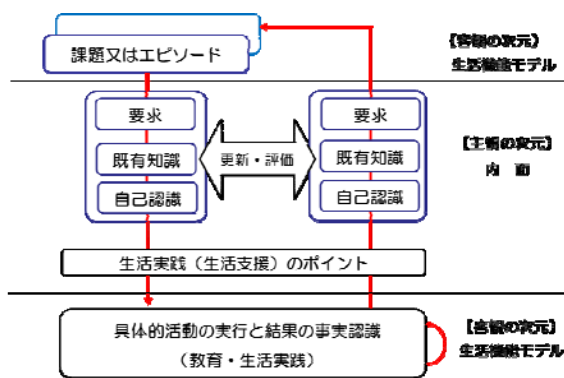 課題又はエピソード
【客観の次元】
生活機能モデル
要求
既有知識
自己認識
更新・評価
要求
既有知識
自己認識
【主観の次元】
内 面
生活実践（生活支援）のポイント
具体的活動の実行と結果の事実認識
（教育・生活実践）
【客観の次元】
生活機能モデル